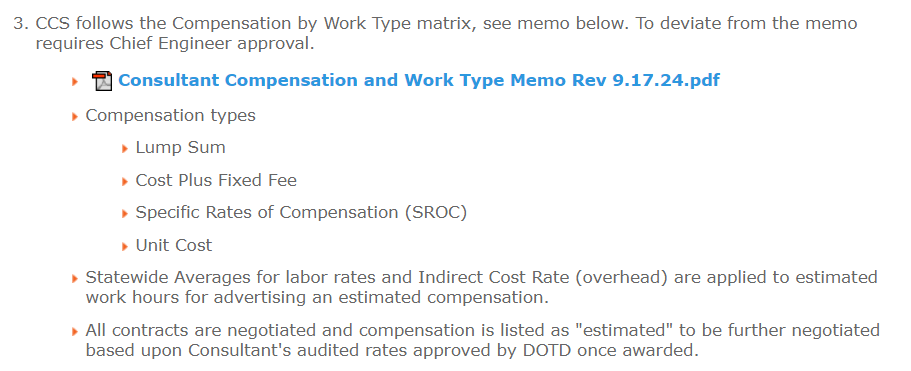 3. CCS follows the Compensation by Work Type matrix, see memo below. To deviate from the memo
requires Chief Engineer approval.
Consultant Compensation and Work Type Memo Rev 9.17.24.pdf
Compensation types
Lump Sum
Cost Plus Fixed Fee
Specific Rates of Compensation (SROC)
Unit Cost
Statewide Averages for labor rates and Indirect Cost Rate (overhead) are applied to estimated
work hours for advertising an estimated compensation.
All contracts are negotiated and compensation is listed as "estimated" to be further negotiated
based upon Consultant's audited rates approved by DOTD once awarded.